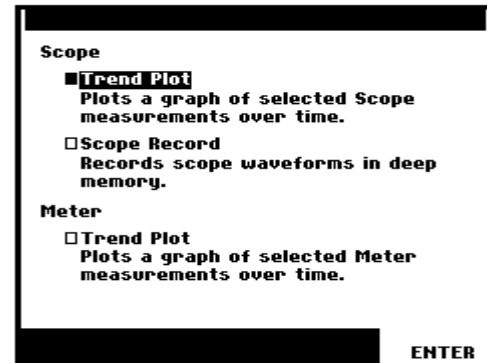 Scope
■Trend Plot
Plots a graph of selected Scope
measurements over time.
□Scope Record
Records scope waveforms in deep
memory.
Meter
□Trend Plot
Plots a graph of selected Meter
measurements over time.
ENTER